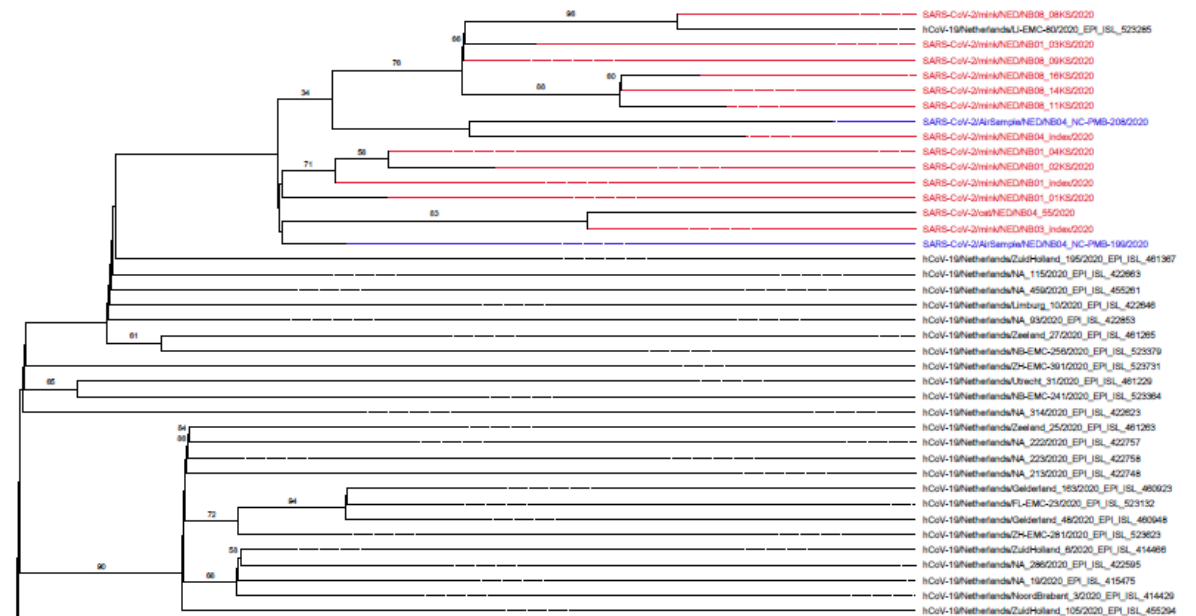 96 SARS-CoV-2/mink/NED/NB08_08KS/2020
hCoV-19/Netherlands/LI-EMC-80/2020_EPI_ISL_523285
66 SARS-CoV-2/mink/NED/NB01_03KS/2020
76 SARS-CoV-2/mink/NED/NB08_09KS/2020
60 SARS-CoV-2/mink/NED/NB08_16KS/2020
88 SARS-CoV-2/mink/NED/NB08_14KS/2020
34 SARS-CoV-2/mink/NED/NB08_11KS/2020
SARS-CoV-2/AirSample/NED/NB04_NC-PMB-208/2020
SARS-CoV-2/mink/NED/NB04_index/2020
56 SARS-CoV-2/mink/NED/NB01_04KS/2020
71 SARS-CoV-2/mink/NED/NB01_02KS/2020
SARS-CoV-2/mink/NED/NB01_index/2020
SARS-CoV-2/mink/NED/NB01_01KS/2020
83 SARS-CoV-2/cat/NED/NB04_55/2020
SARS-CoV-2/mink/NED/NB03_index/2020
SARS-CoV-2/AirSample/NED/NB04_NC-PMB-199/2020
hCoV-19/Netherlands/ZuidHolland_195/2020_EPI_ISL_461367
hCoV-19/Netherlands/NA_115/2020_EPI_ISL_422663
hCoV-19/Netherlands/NA_459/2020_EPI_ISL_455261
hCoV-19/Netherlands/Limburg_10/2020_EPI_ISL_422646
hCoV-19/Netherlands/NA_93/2020_EPI_ISL_422853
61 hCoV-19/Netherlands/Zeeland_27/2020_EPI_ISL_461265
hCoV-19/Netherlands/NB-EMC-256/2020_EPI_ISL_523379
hCoV-19/Netherlands/ZH-EMC-391/2020_EPI_ISL_523731
65 hCoV-19/Netherlands/Utrecht_31/2020_EPI_ISL_461229
hCoV-19/Netherlands/NB-EMC-241/2020_EPI_ISL_523364
hCoV-19/Netherlands/NA_314/2020_EPI_ISL_422623
hCoV-19/Netherlands/Zeeland_25/2020_EPI_ISL_461263
hCoV-19/Netherlands/NA_222/2020_EPI_ISL_422757
hCoV-19/Netherlands/NA_223/2020_EPI_ISL_422758
hCoV-19/Netherlands/NA_213/2020_EPI_ISL_422748
hCoV-19/Netherlands/Gelderland_163/2020_EPI_ISL_460923
94 hCoV-19/Netherlands/FL-EMC-23/2020_EPI_ISL_523132
72 hCoV-19/Netherlands/Gelderland_48/2020_EPI_ISL_460948
hCoV-19/Netherlands/ZH-EMC-281/2020_EPI_ISL_523623
53 hCoV-19/Netherlands/ZuidHolland_6/2020_EPI_ISL_414466
90 hCoV-19/Netherlands/NA_286/2020_EPI_ISL_422595
66 hCoV-19/Netherlands/NA_19/2020_EPI_ISL_415475
hCoV-19/Netherlands/NoordBrabant_3/2020_EPI_ISL_414429
hCoV-19/Netherlands/ZuidHolland_105/2020_EPI_ISL_455294